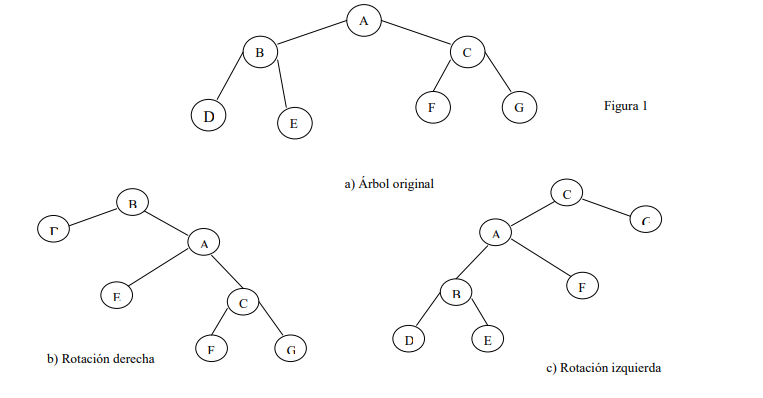 A
B
C
D
E
F
G
Figura 1
a) Árbol original
B
A
E
C
F
G
b) Rotación derecha
C
A
B
F
D
E
c) Rotación izquierda